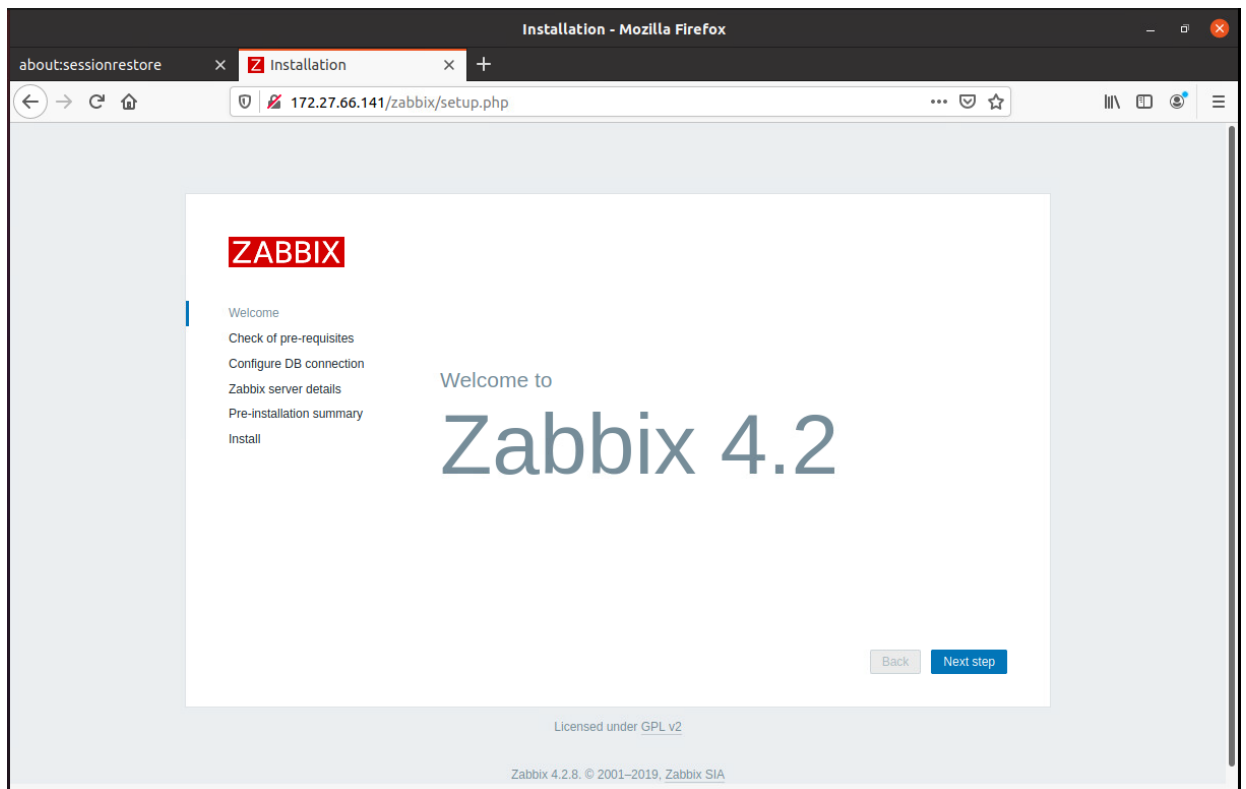 Installation - Mozilla Firefox
about:sessionrestore
Z Installation
172.27.66.141/zabbix/setup.php
ZABBIX
Welcome
Check of pre-requisites
Configure DB connection
Zabbix server details
Pre-installation summary
Install
Welcome to
Zabbix 4.2
Back Next step
Licensed under GPL v2
Zabbix 4.2.8. © 2001–2019, Zabbix SIA